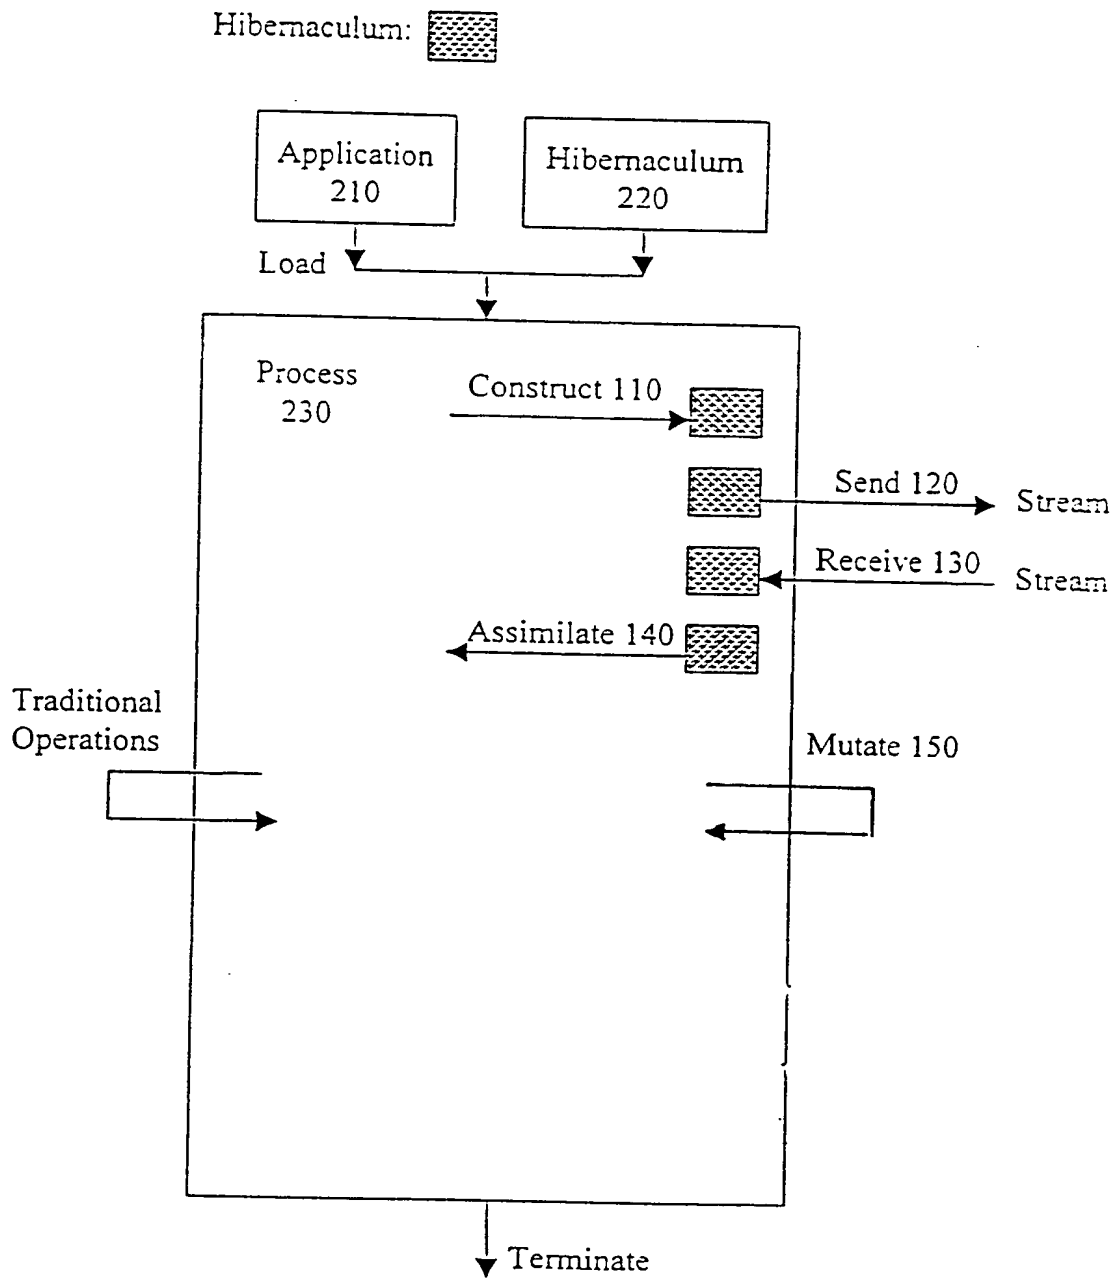 Hibernaculum:
Application
210
Hibernaculum
220
Load
Process
230
Construct 110
Send 120
Stream
Receive 130
Stream
Assimilate 140
Traditional
Operations
Mutate 150
Terminate